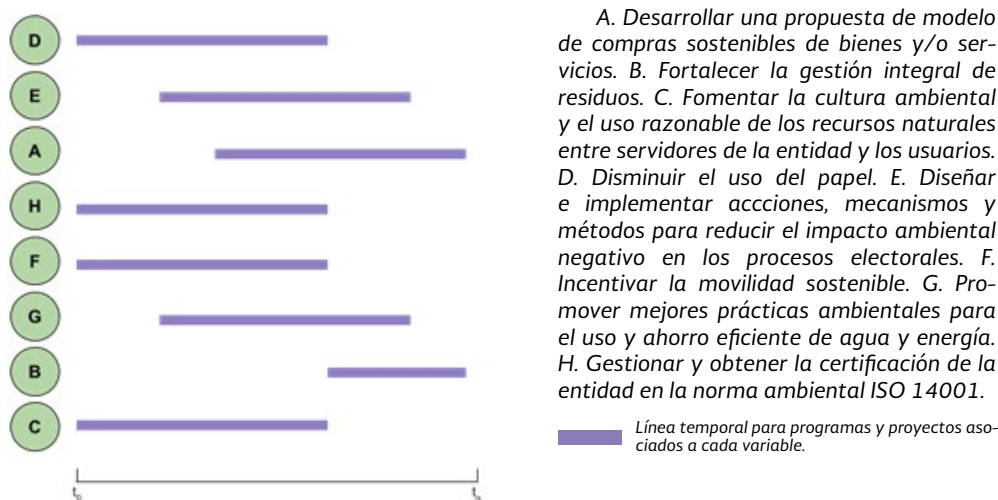 D
E
A
H
F
G
B
C
t₀
A. Desarrollar una propuesta de modelo
de compras sostenibles de bienes y/o ser-
vicios. B. Fortalecer la gestión integral de
residuos. C. Fomentar la cultura ambiental
y el uso razonable de los recursos naturales
entre servidores de la entidad y los usuarios.
D. Disminuir el uso del papel. E. Diseñar
e implementar accciones, mecanismos y
métodos para reducir el impacto ambiental
negativo en los procesos electorales. F.
Incentivar la movilidad sostenible. G. Pro-
mover mejores prácticas ambientales para
el uso y ahorro eficiente de agua y energía.
H. Gestionar y obtener la certificación de la
entidad en la norma ambiental ISO 14001.
Línea temporal para programas y proyectos aso-
ciados a cada variable.